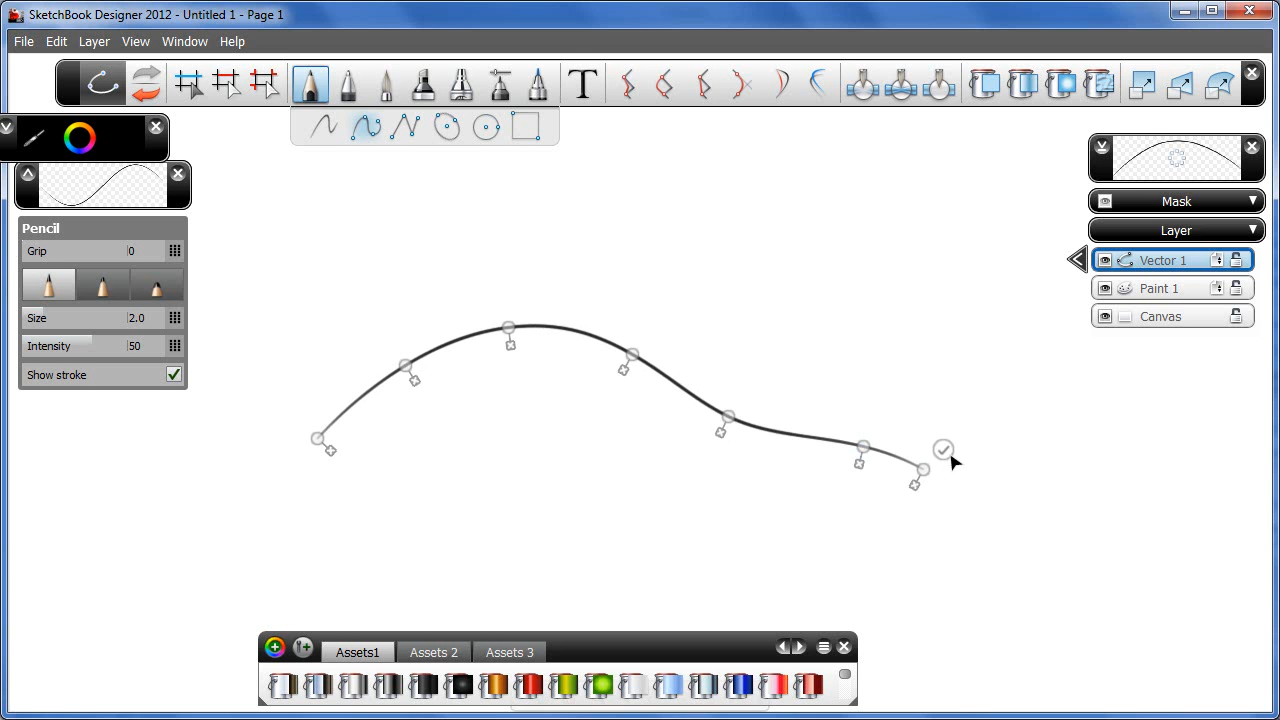 SketchBook Designer 2012 - Untitled 1 - Page 1
File Edit Layer View Window Help
T
Pencil
Grip 0
Size 2.0
Intensity 50
Show stroke
Mask
Layer
Vector 1
Paint 1
Canvas
Assets1 Assets 2 Assets 3